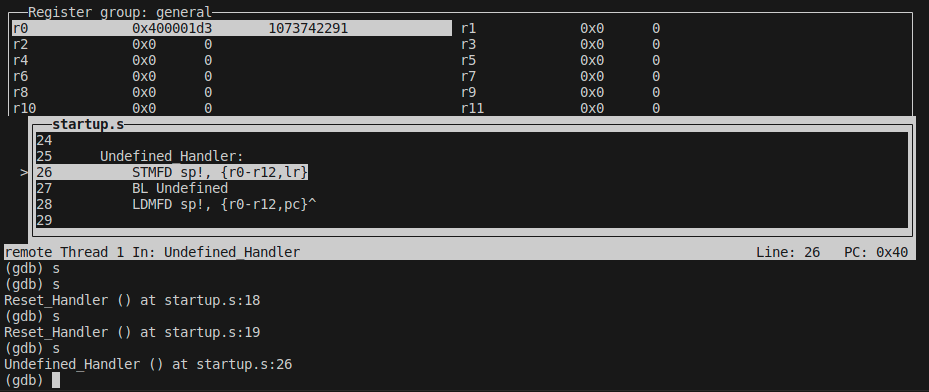 Register group: general
r0 0x400001d3 1073742291 r1 0x0 0
r2 0x0 0 r3 0x0 0
r4 0x0 0 r5 0x0 0
r6 0x0 0 r7 0x0 0
r8 0x0 0 r9 0x0 0
r10 0x0 0 r11 0x0 0
startup.s
24
25 Undefined_Handler:
> 26 STMFD sp!, {r0-r12,lr}
27 BL Undefined
28 LDMFD sp!, {r0-r12,pc}^
29
remote Thread 1 In: Undefined_Handler Line: 26 PC: 0x40
(gdb) s
(gdb) s
Reset_Handler () at startup.s:18
(gdb) s
Reset_Handler () at startup.s:19
(gdb) s
Undefined_Handler () at startup.s:26
(gdb)